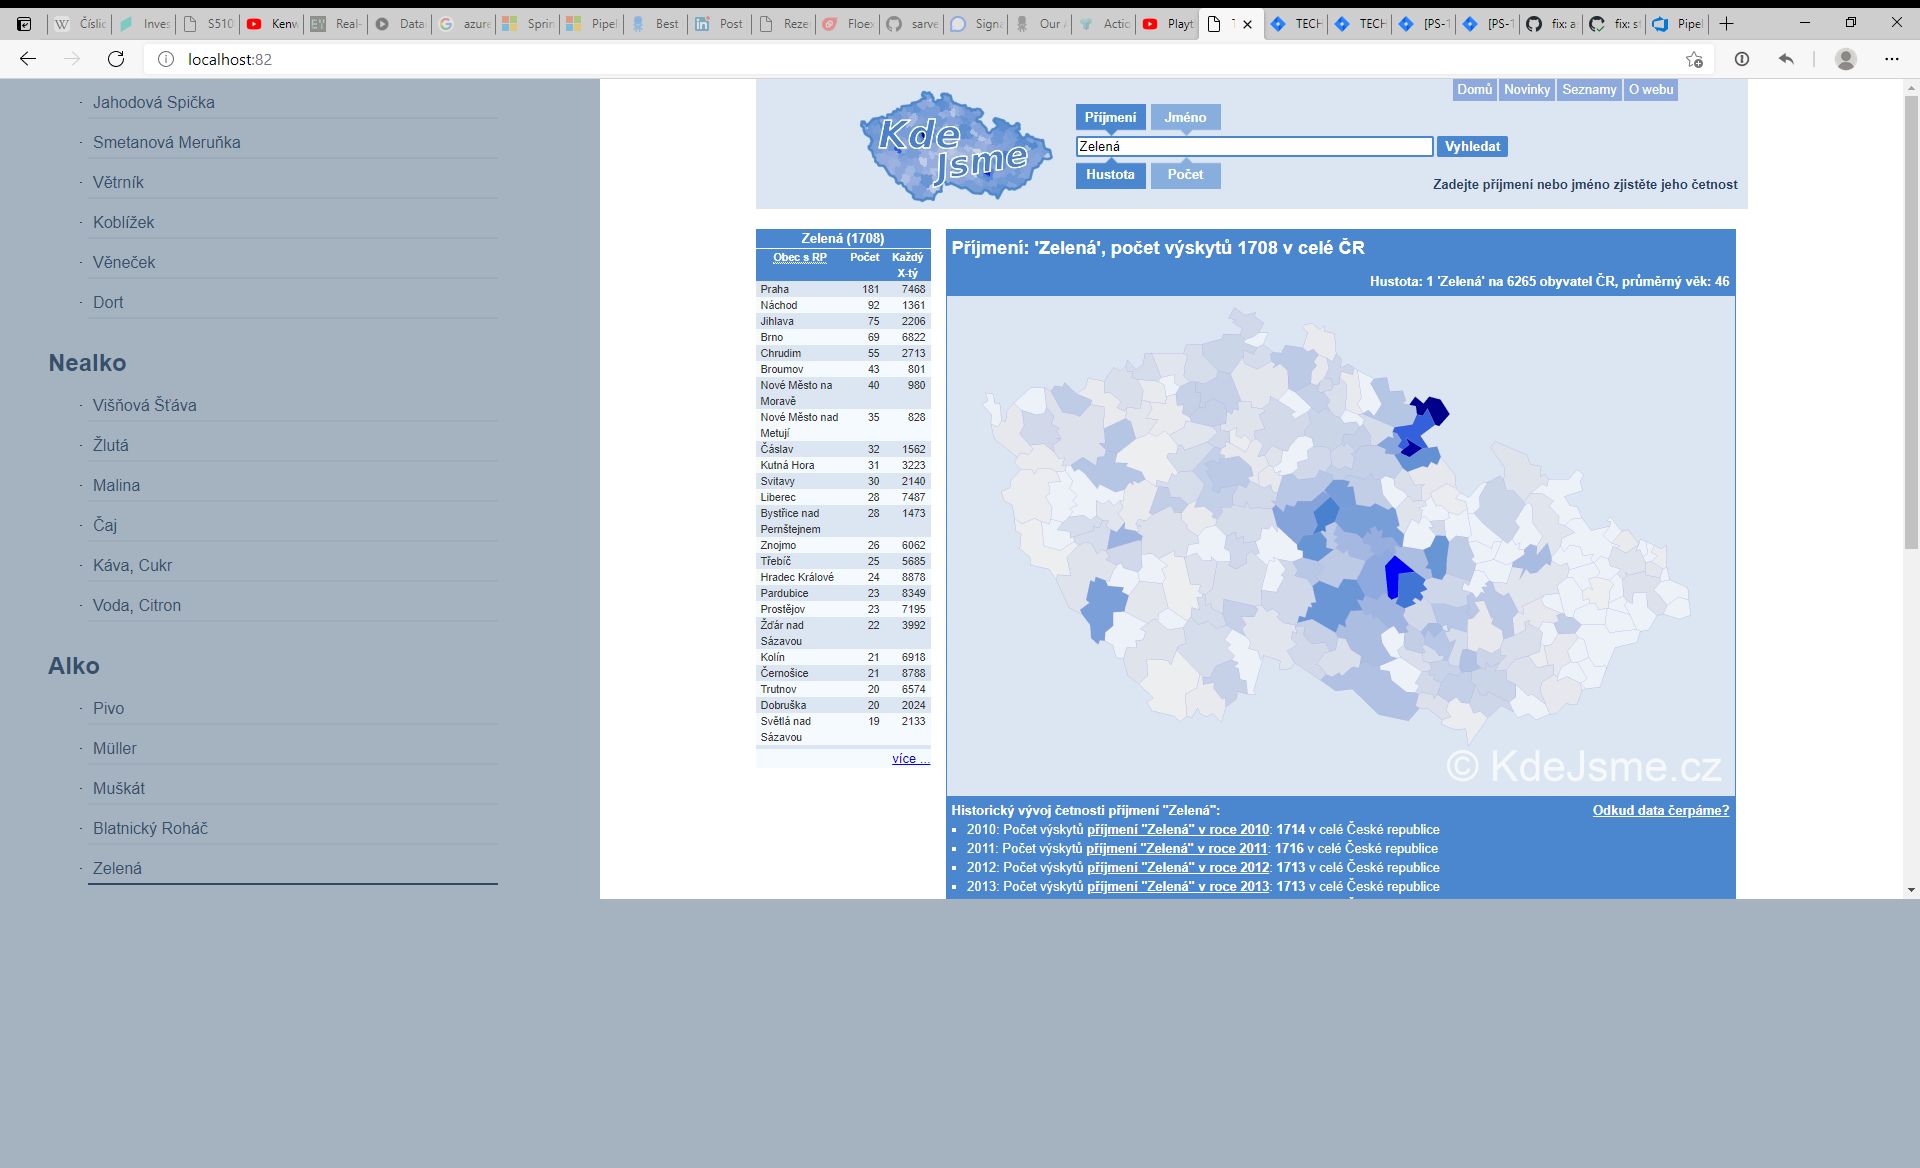 Číslic
Inves
S510
Kenw
Real-
Data
azure
Sprin
Pipel
Best
Post
Reze
Floex
sarve
Signa
Our A
Actio
Playt
TECH
TECH
[PS-1
[PS-1
fix: a
fix: st
Pipel
localhost:82
Jahodová Spička
Smetanová Meruňka
Větrník
Koblížek
Věneček
Dort
Nealko
Višňová Šťáva
Žlutá
Malina
Čaj
Káva, Cukr
Voda, Citron
Alko
Pivo
Müller
Muškát
Blatnický Roháč
Zelená
Domů Novinky Seznamy O webu
Kde
Jsme
Příjmení Jméno
Zelená Vyhledat
Hustota Počet
Zadejte příjmení nebo jméno zjistěte jeho četnost
Zelená (1708)
Obec s RP Počet Každý
X-tý
Praha 181 7468
Náchod 92 1361
Jihlava 75 2206
Brno 69 6822
Chrudim 55 2713
Broumov 43 801
Nové Město na 40 980
Moravě
Nové Město nad 35 828
Metují
Čáslav 32 1562
Kutná Hora 31 3223
Svitavy 30 2140
Liberec 28 7487
Bystřice nad 28 1473
Pernštejnem
Znojmo 26 6062
Třebíč 25 5685
Hradec Králové 24 8878
Pardubice 23 8349
Prostějov 23 7195
Žďár nad 22 3992
Sázavou
Kolín 21 6918
Černošice 21 8788
Trutnov 20 6574
Dobruška 20 2024
Světlá nad 19 2133
Sázavou
více ...
Příjmení: 'Zelená', počet výskytů 1708 v celé ČR
Hustota: 1 'Zelená' na 6265 obyvatel ČR, průměrný věk: 46
© KdeJsme.cz
Historický vývoj četnosti příjmení "Zelená": Odkud data čerpáme?
2010: Počet výskytů příjmení "Zelená" v roce 2010: 1714 v celé České republice
2011: Počet výskytů příjmení "Zelená" v roce 2011: 1716 v celé České republice
2012: Počet výskytů příjmení "Zelená" v roce 2012: 1713 v celé České republice
2013: Počet výskytů příjmení "Zelená" v roce 2013: 1713 v celé České republice